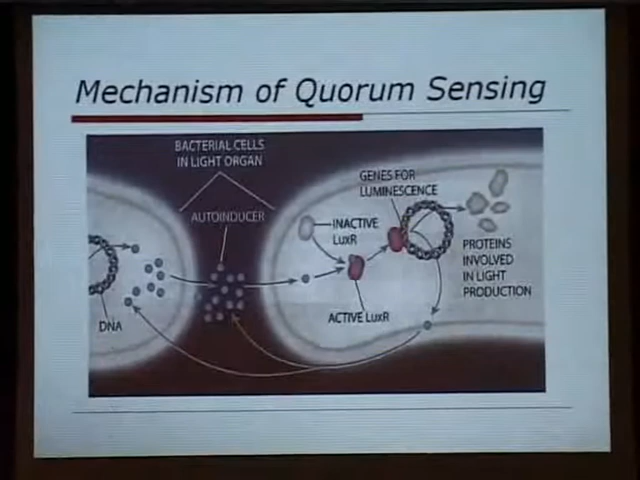 Mechanism of Quorum Sensing
BACTERIAL CELLS
IN LIGHT ORGAN
AUTOINDUCER
GENES FOR
LUMINESCENCE
INACTIVE
LuxR
PROTEINS
INVOLVED
IN LIGHT
PRODUCTION
ACTIVE LuxR
DNA